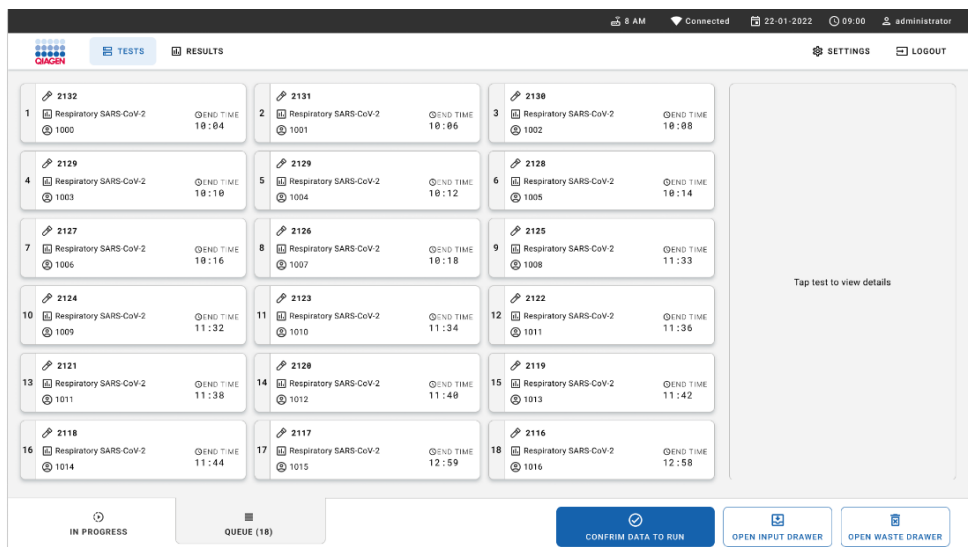 8 AM Connected 22-01-2022 09:00 administrator
QIAGEN TESTS RESULTS SETTINGS LOGOUT
2132
1 Respiratory SARS-CoV-2 END TIME
1000 10:04
2131
2 Respiratory SARS-CoV-2 END TIME
1001 10:06
2130
3 Respiratory SARS-CoV-2 END TIME
1002 10:08
2129
4 Respiratory SARS-CoV-2 END TIME
1003 10:10
2129
5 Respiratory SARS-CoV-2 END TIME
1004 10:12
2128
6 Respiratory SARS-CoV-2 END TIME
1005 10:14
2127
7 Respiratory SARS-CoV-2 END TIME
1006 10:16
2126
8 Respiratory SARS-CoV-2 END TIME
1007 10:18
2125
9 Respiratory SARS-CoV-2 END TIME
1008 11:33
2124
10 Respiratory SARS-CoV-2 END TIME
1009 11:32
2123
11 Respiratory SARS-CoV-2 END TIME
1010 11:34
2122
12 Respiratory SARS-CoV-2 END TIME
1011 11:36
2121
13 Respiratory SARS-CoV-2 END TIME
1011 11:38
2120
14 Respiratory SARS-CoV-2 END TIME
1012 11:40
2119
15 Respiratory SARS-CoV-2 END TIME
1013 11:42
2118
16 Respiratory SARS-CoV-2 END TIME
1014 11:44
2117
17 Respiratory SARS-CoV-2 END TIME
1015 12:59
2116
18 Respiratory SARS-CoV-2 END TIME
1016 12:58
Tap test to view details
IN PROGRESS
QUEUE (18)
CONFRIM DATA TO RUN
OPEN INPUT DRAWER
OPEN WASTE DRAWER